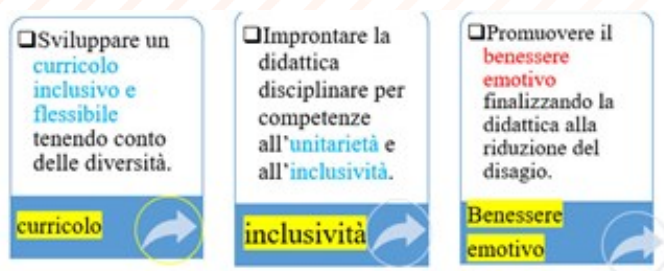 ❑Sviluppare un
curricolo
inclusivo e
flessibile
tenendo conto
delle diversità.
curricolo
❑Improntare la
didattica
disciplinare per
competenze
all'unitarietà e
all'inclusività.
inclusività
❑Promuovere il
benessere
emotivo
finalizzando la
didattica alla
riduzione del
disagio.
Benessere
emotivo